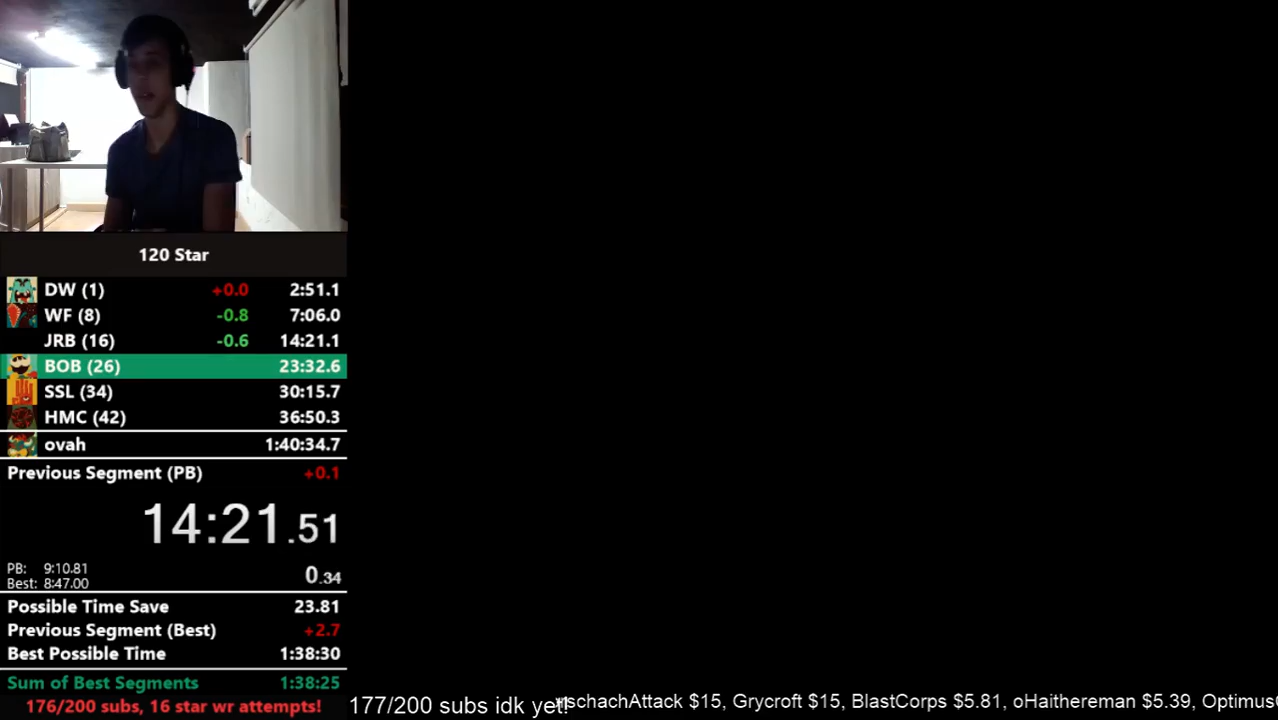 120 Star
DW (1) +0.0 2:51.1
WF (8) -0.8 7:06.0
JRB (16) -0.6 14:21.1
BOB (26) 23:32.6
SSL (34) 30:15.7
HMC (42) 36:50.3
ovah 1:40:34.7
Previous Segment (PB) +0.1
14:21.51
PB: 9:10.81
Best: 8:47.00
0.34
Possible Time Save 23.81
Previous Segment (Best) +2.7
Best Possible Time 1:38:30
Sum of Best Segments 1:38:25
176/200 subs, 16 star wr attempts!
177/200 subs idk yet!
schachAttack $15, Grycroft $15, BlastCorps $5.81, oHaithereman $5.39, Optimus